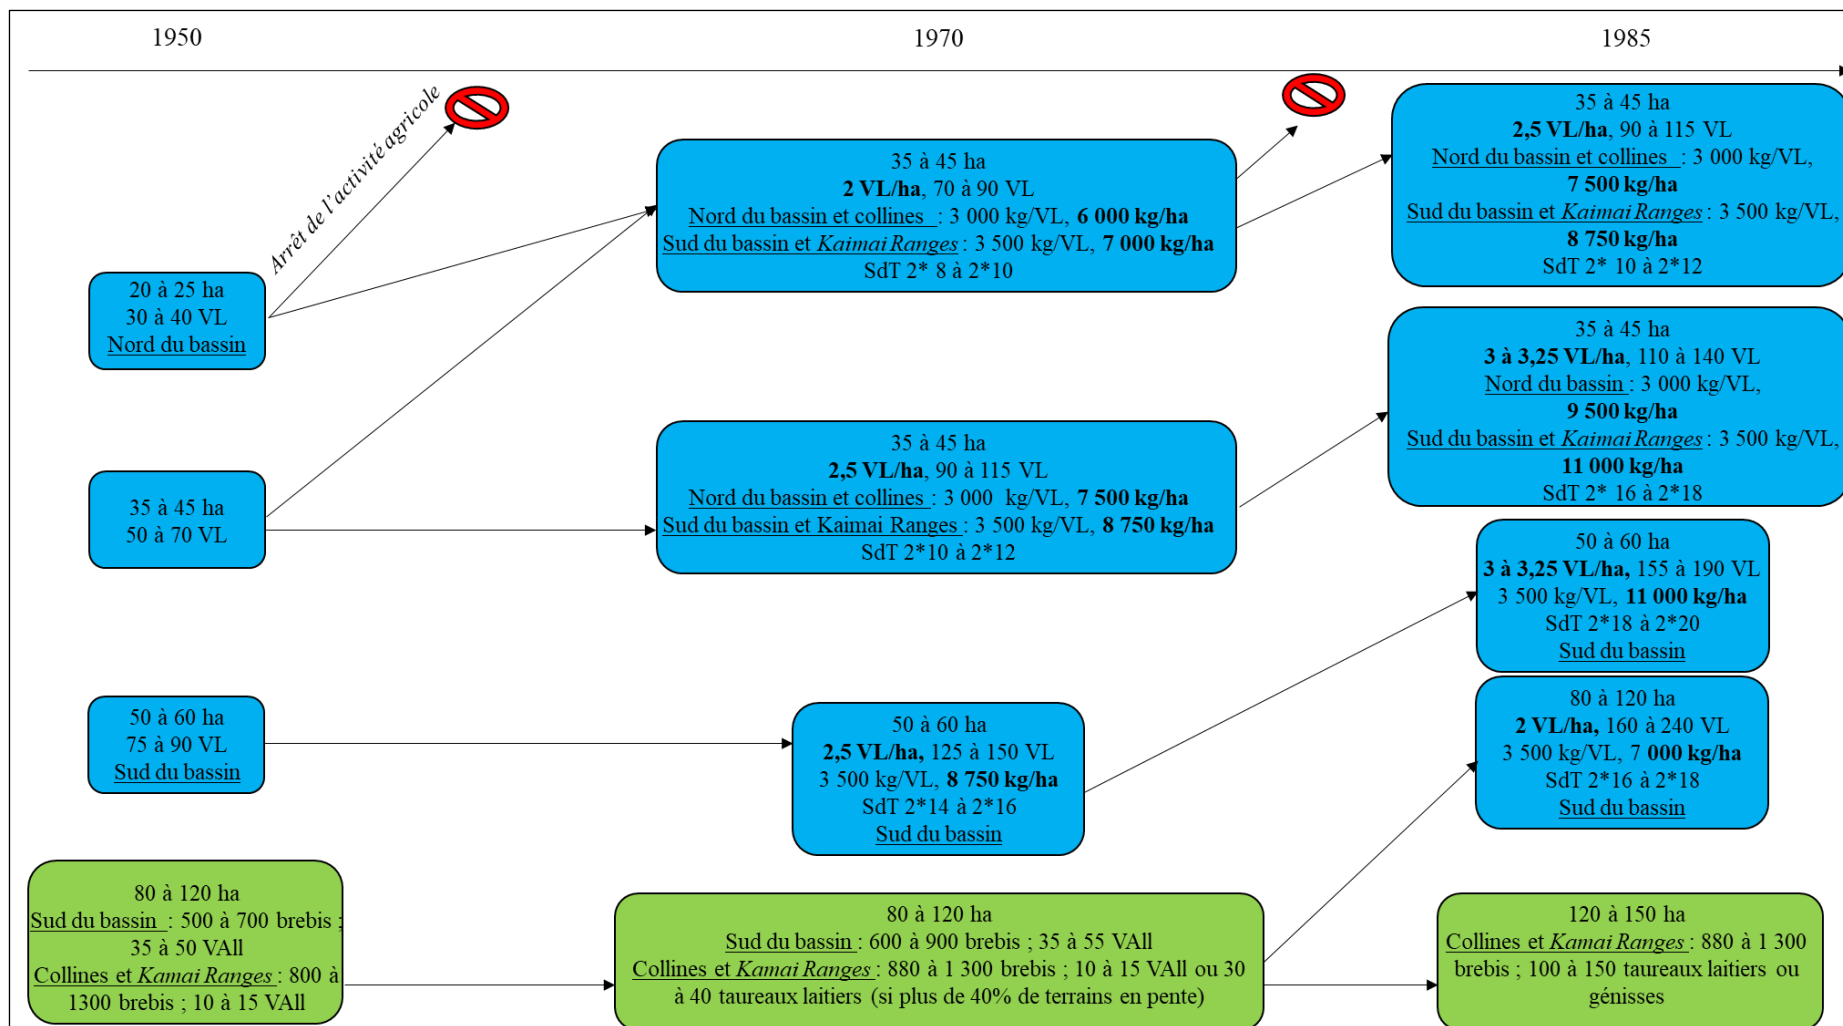 1950
1970
1985
Arrêt de l'activité agricole
20 à 25 ha
30 à 40 VL
Nord du bassin
35 à 45 ha
50 à 70 VL
50 à 60 ha
75 à 90 VL
Sud du bassin
80 à 120 ha
Sud du bassin : 500 à 700 brebis ;
35 à 50 VAll
Collines et Kamai Ranges : 800 à
1300 brebis ; 10 à 15 VAll
35 à 45 ha
2 VL/ha, 70 à 90 VL
Nord du bassin et collines : 3 000 kg/VL, 6 000 kg/ha
Sud du bassin et Kaimai Ranges : 3 500 kg/VL, 7 000 kg/ha
SdT 2* 8 à 2*10
35 à 45 ha
2,5 VL/ha, 90 à 115 VL
Nord du bassin et collines : 3 000 kg/VL, 7 500 kg/ha
Sud du bassin et Kaimai Ranges : 3 500 kg/VL, 8 750 kg/ha
SdT 2*10 à 2*12
50 à 60 ha
2,5 VL/ha, 125 à 150 VL
3 500 kg/VL, 8 750 kg/ha
SdT 2*14 à 2*16
Sud du bassin
80 à 120 ha
Sud du bassin : 600 à 900 brebis ; 35 à 55 VAll
Collines et Kamai Ranges : 880 à 1 300 brebis ; 10 à 15 VAll ou 30
à 40 taureaux laitiers (si plus de 40% de terrains en pente)
35 à 45 ha
2,5 VL/ha, 90 à 115 VL
Nord du bassin et collines : 3 000 kg/VL,
7 500 kg/ha
Sud du bassin et Kaimai Ranges : 3 500 kg/VL,
8 750 kg/ha
SdT 2* 10 à 2*12
35 à 45 ha
3 à 3,25 VL/ha, 110 à 140 VL
Nord du bassin : 3 000 kg/VL,
9 500 kg/ha
Sud du bassin et Kaimai Ranges : 3 500 kg/VL,
11 000 kg/ha
SdT 2* 16 à 2*18
50 à 60 ha
3 à 3,25 VL/ha, 155 à 190 VL
3 500 kg/VL, 11 000 kg/ha
SdT 2*18 à 2*20
Sud du bassin
80 à 120 ha
2 VL/ha, 160 à 240 VL
3 500 kg/VL, 7 000 kg/ha
SdT 2*16 à 2*18
Sud du bassin
120 à 150 ha
Collines et Kamai Ranges : 880 à 1 300
brebis ; 100 à 150 taureaux laitiers ou
génisses